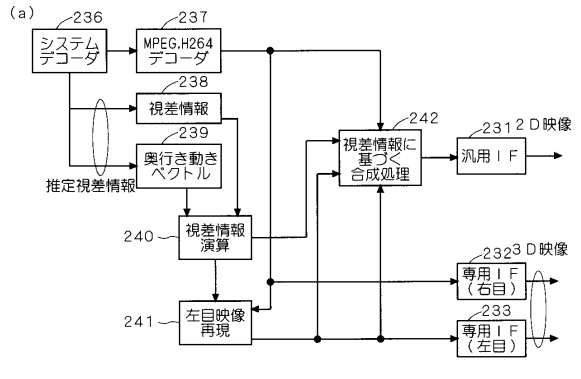 (a)
236
システム
デコーダ
237
MPEG.H264
デコーダ
238
視差情報
239
奥行き動き
ベクトル
推定視差情報
240
視差情報
演算
241
左目映像
再現
242
視差情報に
基づく
合成処理
231
2D映像
汎用IF
232
3D映像
専用IF
(右目)
233
専用IF
(左目)